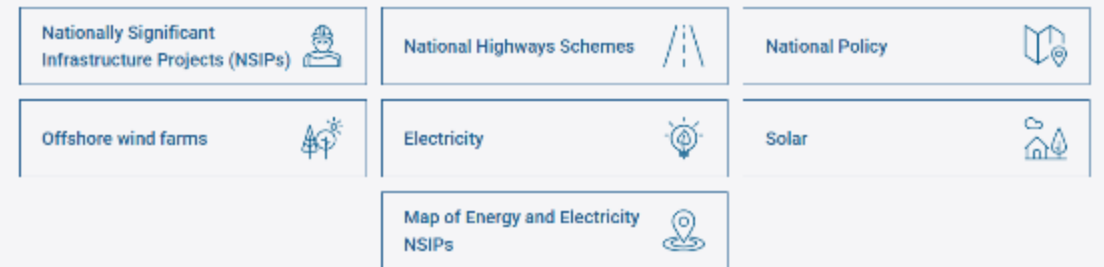 Nationally Significant
Infrastructure Projects (NSIPs)
National Highways Schemes
National Policy
Offshore wind farms
Electricity
Solar
Map of Energy and Electricity
NSIPs